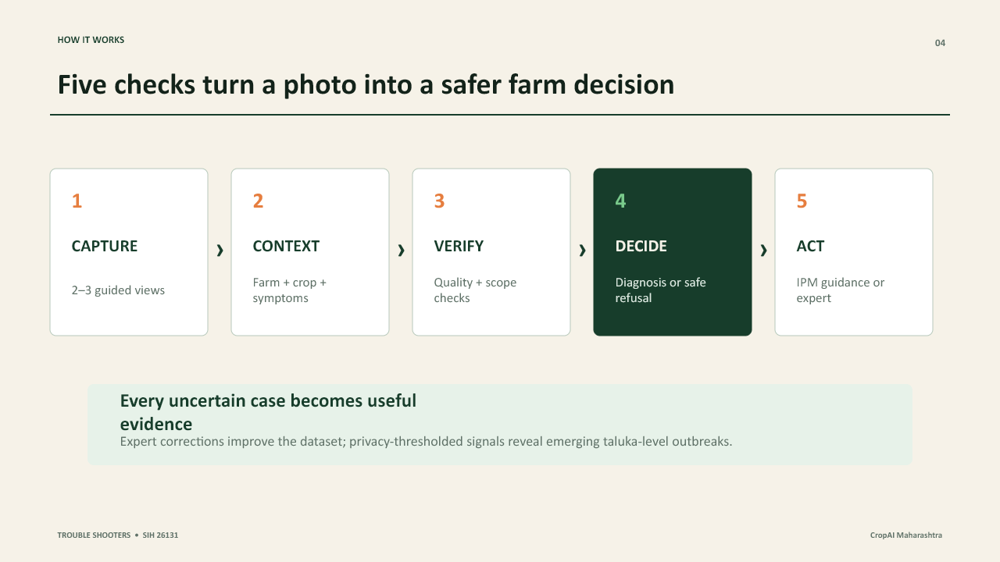 HOW IT WORKS
04
Five checks turn a photo into a safer farm decision
1
CAPTURE
2–3 guided views
›
2
CONTEXT
Farm + crop +
symptoms
›
3
VERIFY
Quality + scope
checks
›
4
DECIDE
Diagnosis or safe
refusal
›
5
ACT
IPM guidance or
expert
Every uncertain case becomes useful
evidence
Expert corrections improve the dataset; privacy-thresholded signals reveal emerging taluka-level outbreaks.
TROUBLE SHOOTERS • SIH 26131
CropAI Maharashtra